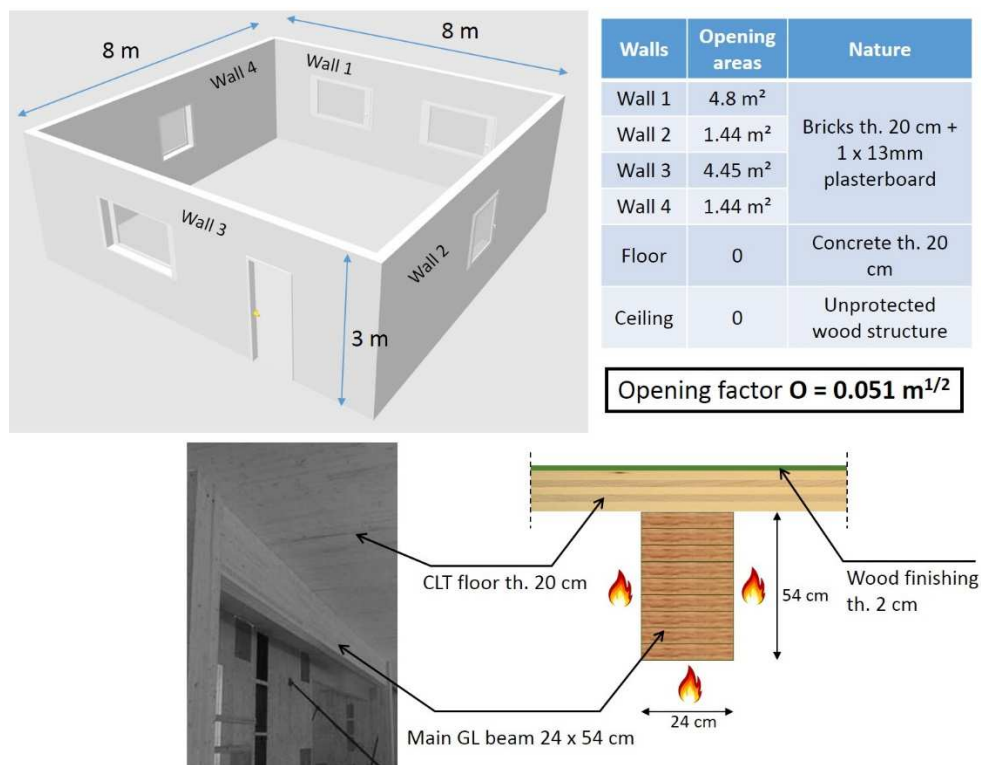 8 m
8 m
Wall 4
Wall 1
Wall 3
Wall 2
3 m
Walls Opening areas Nature
Wall 1 4.8 m²
Wall 2 1.44 m²
Wall 3 4.45 m²
Wall 4 1.44 m²
Bricks th. 20 cm +
1 x 13mm
plasterboard
Floor 0 Concrete th. 20
cm
Ceiling 0 Unprotected
wood structure
Opening factor O = 0.051 m^1/2
CLT floor th. 20 cm
Main GL beam 24 x 54 cm
54 cm
24 cm
Wood finishing
th. 2 cm